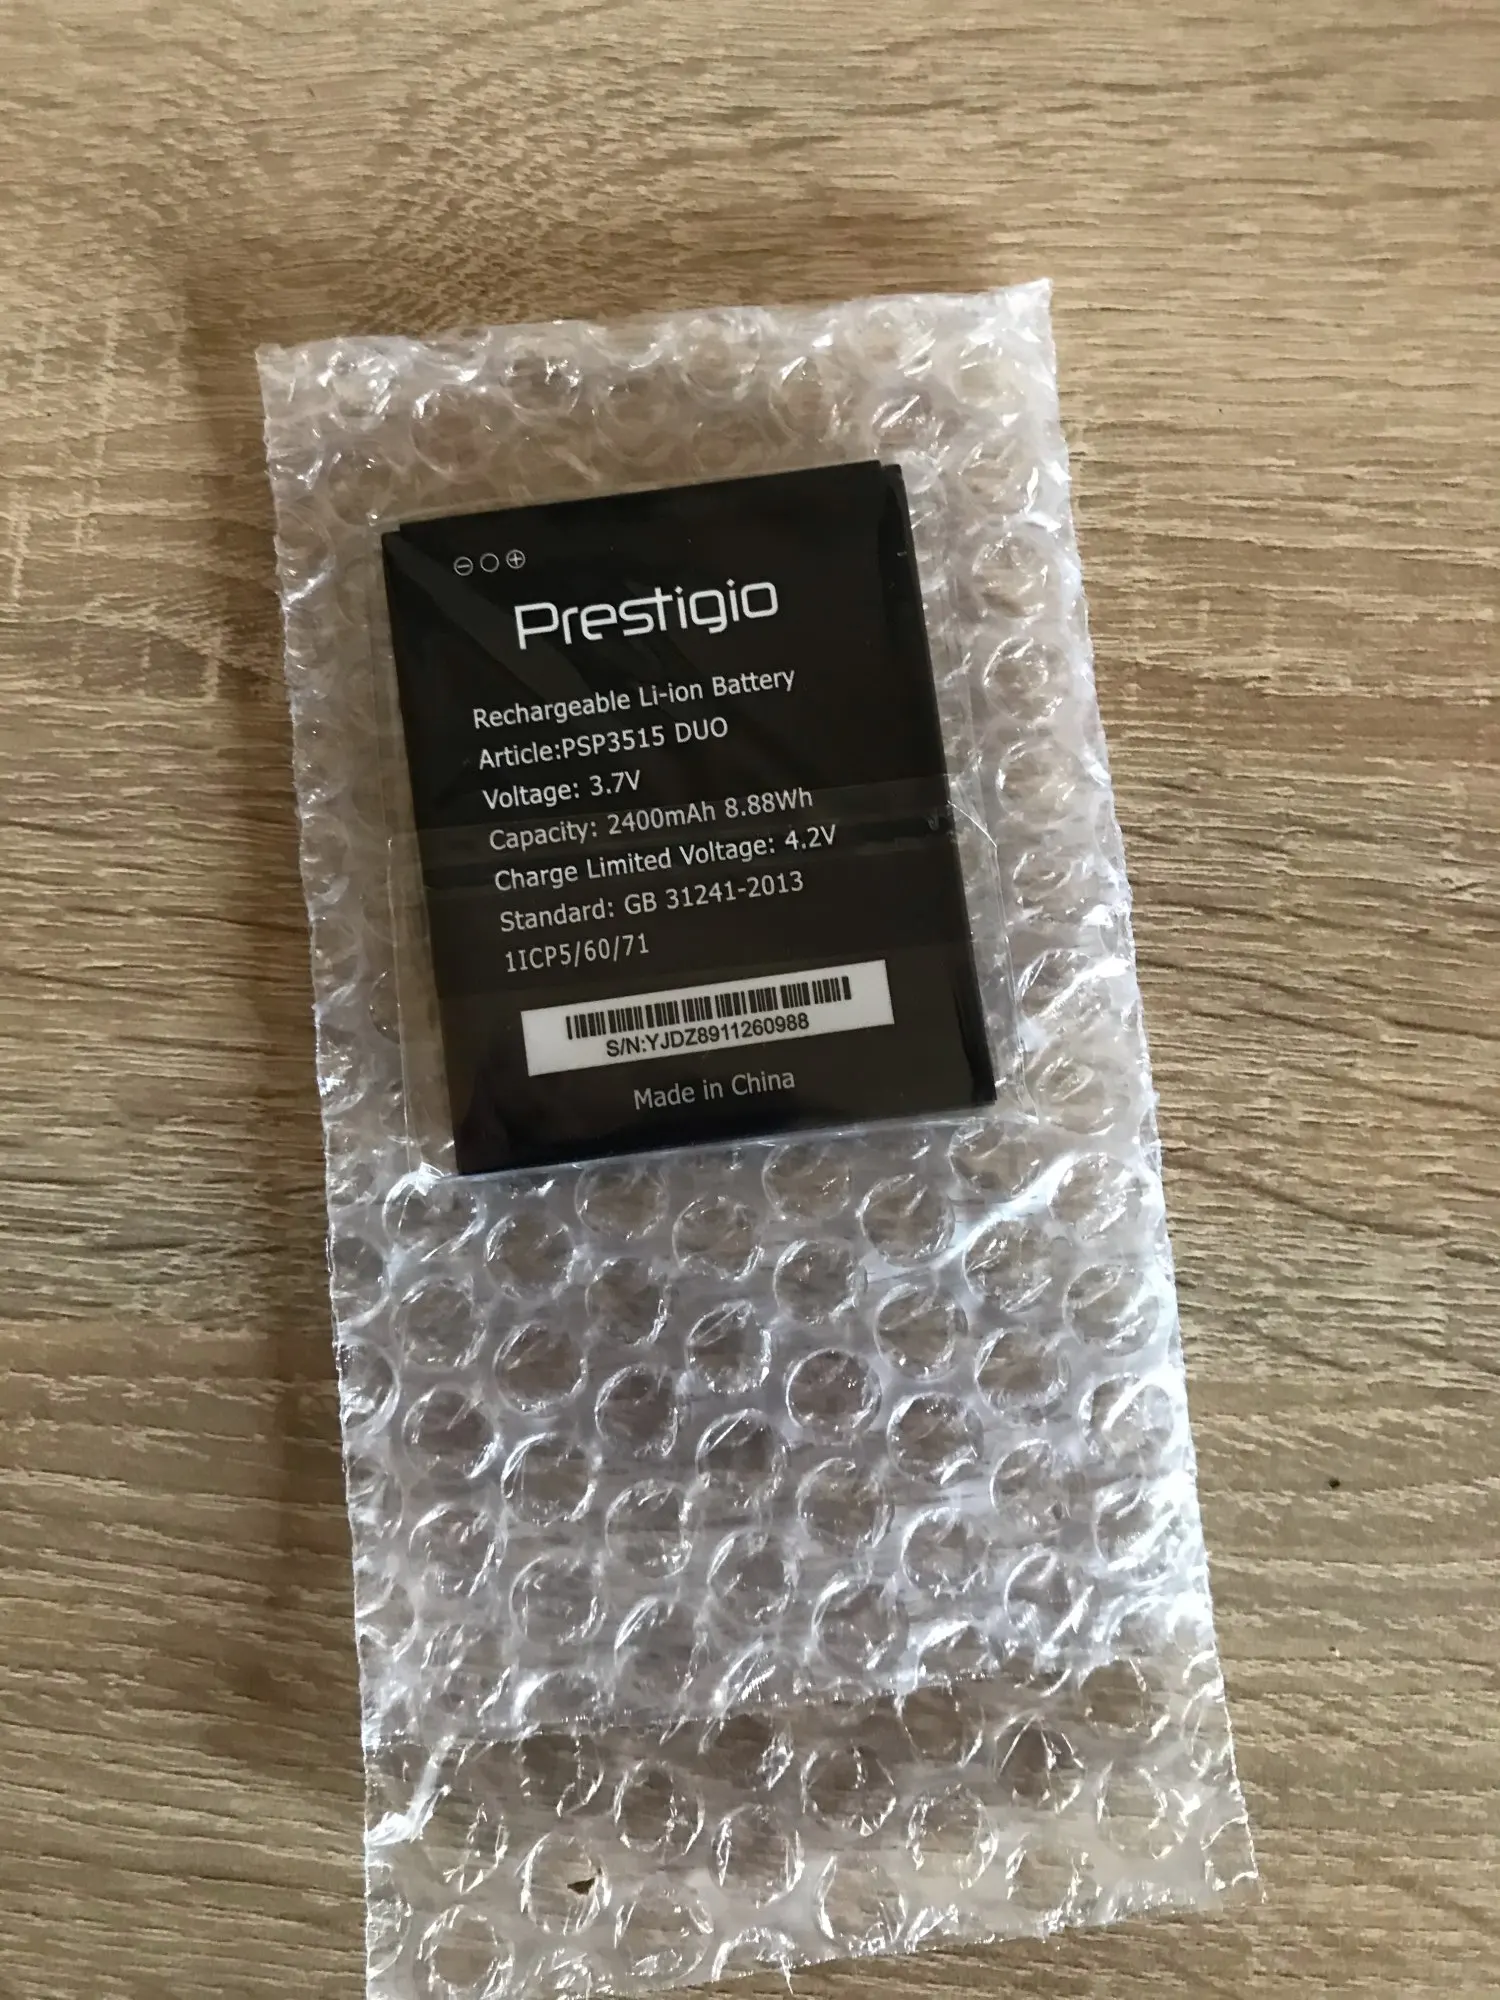 ⊖○⊕
Prestigio
Rechargeable Li-ion Battery
Article:PSP3515 DUO
Voltage: 3.7V
Capacity: 2400mAh 8.88Wh
Charge Limited Voltage: 4.2V
Standard: GB 31241-2013
1ICP5/60/71
S/N:YJDZ8911260988
Made in China